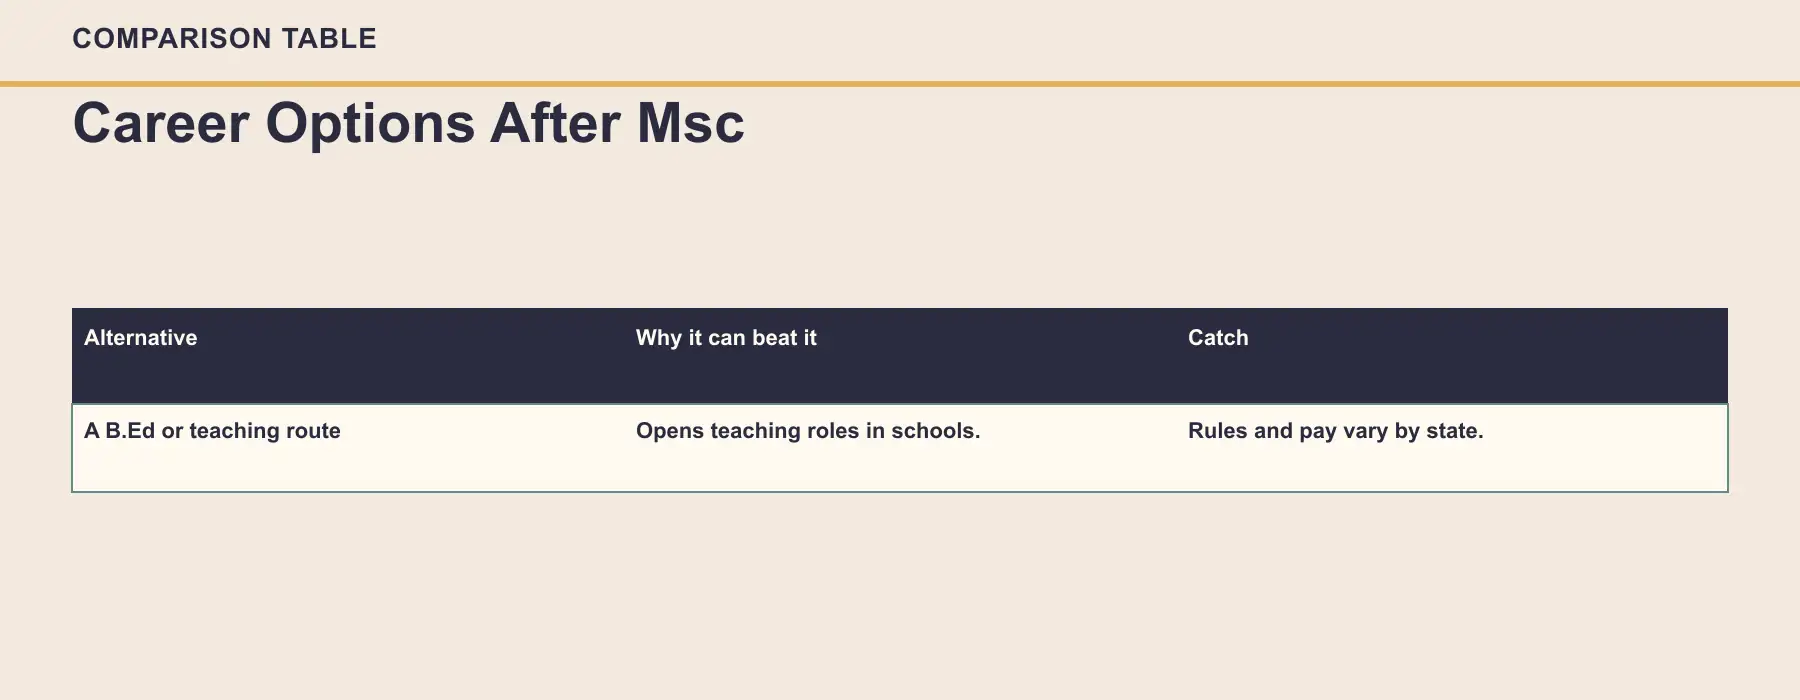 COMPARISON TABLE
Career Options After Msc
Alternative Why it can beat it Catch
A B.Ed or teaching route Opens teaching roles in schools. Rules and pay vary by state.